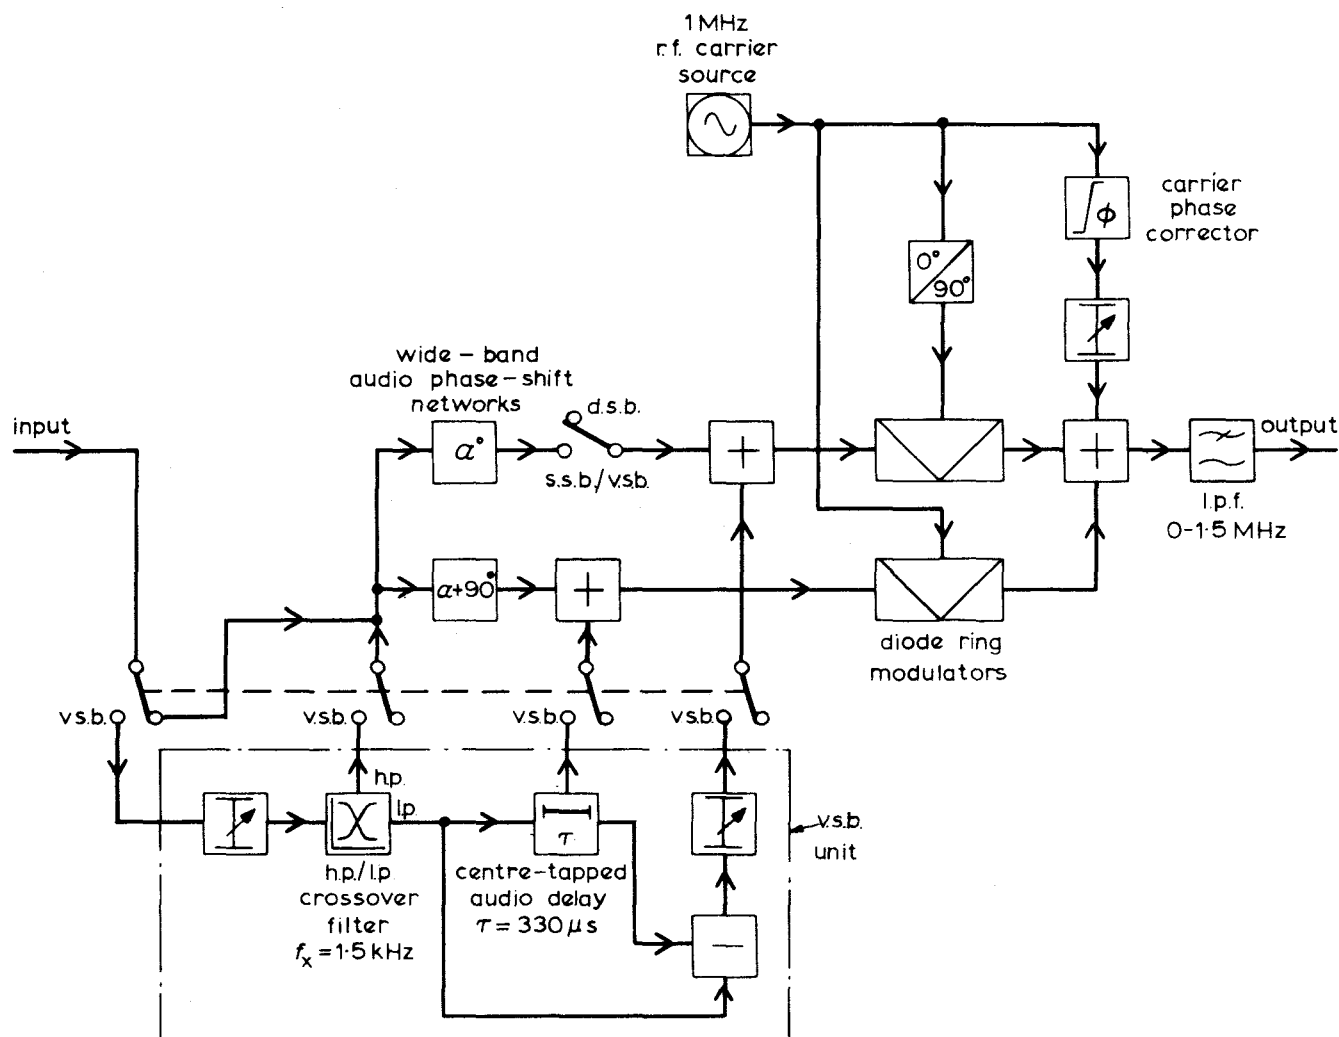 1 MHz
r.f. carrier
source
carrier
phase
corrector
ϕ
0°
90°
wide-band
audio phase-shift
networks
d.s.b.
input
α°
s.s.b./v.s.b.
+
+
output
l.p.f.
0-1·5 MHz
α+90°
+
diode ring
modulators
v.s.b.
v.s.b.
v.s.b.
v.s.b.
h.p.
l.p.
τ
v.s.b.
unit
h.p./l.p.
crossover
filter
fx = 1·5 kHz
centre-tapped
audio delay
τ = 330 μs
−